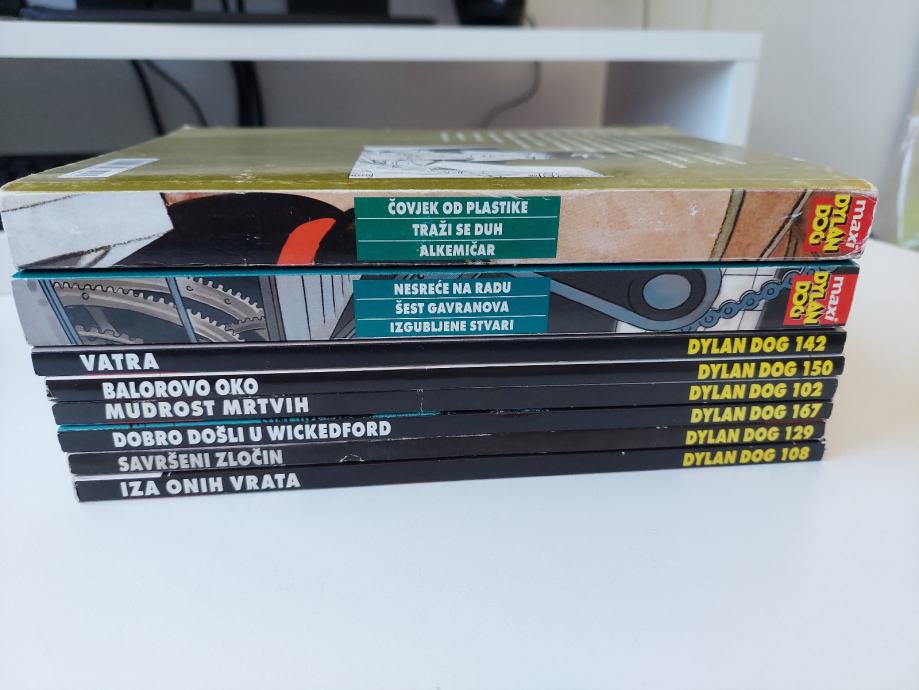 ČOVJEK OD PLASTIKE
TRAŽI SE DUH
ALKEMIČAR
maxi
DYLAN
DOG
NESREĆE NA RADU
ŠEST GAVRANOVA
IZGUBLJENE STVARI
maxi
DYLAN
DOG
VATRA DYLAN DOG 142
BALOROVO OKO DYLAN DOG 150
MUDROST MRTVIH DYLAN DOG 102
DOBRO DOŠLI U WICKEDFORD DYLAN DOG 167
SAVRŠENI ZLOČIN DYLAN DOG 129
IZA ONIH VRATA DYLAN DOG 108